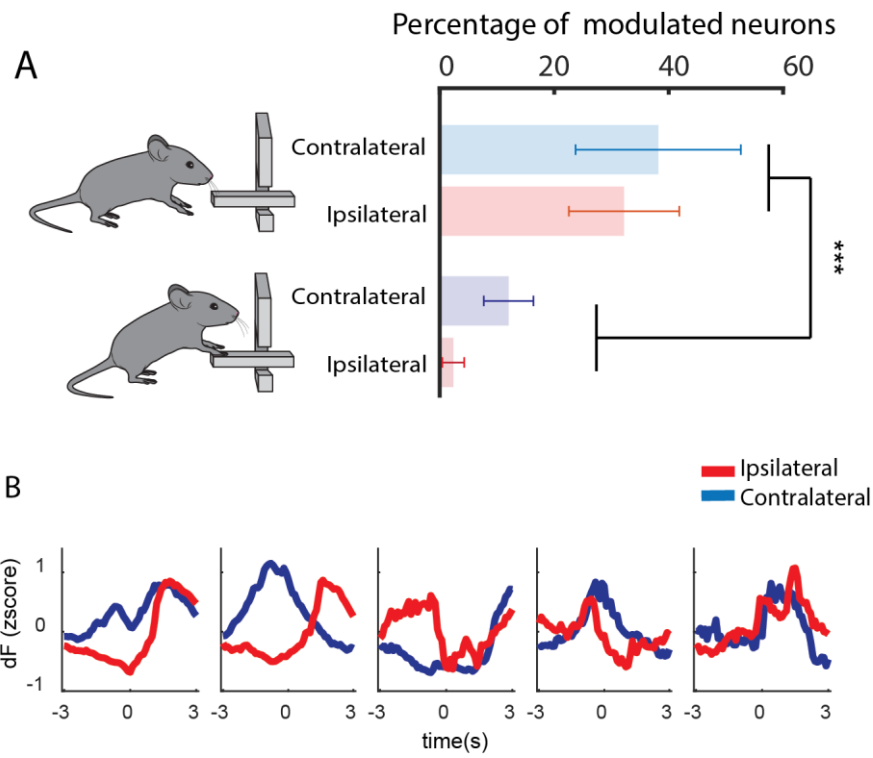 Percentage of modulated neurons
A
0 20 40 60
Contralateral
Ipsilateral
Contralateral
Ipsilateral
***
B
Ipsilateral
Contralateral
dF (zscore)
1
0
-1
-3 0 3 -3 0 3 -3 0 3 -3 0 3 -3 0 3
time(s)